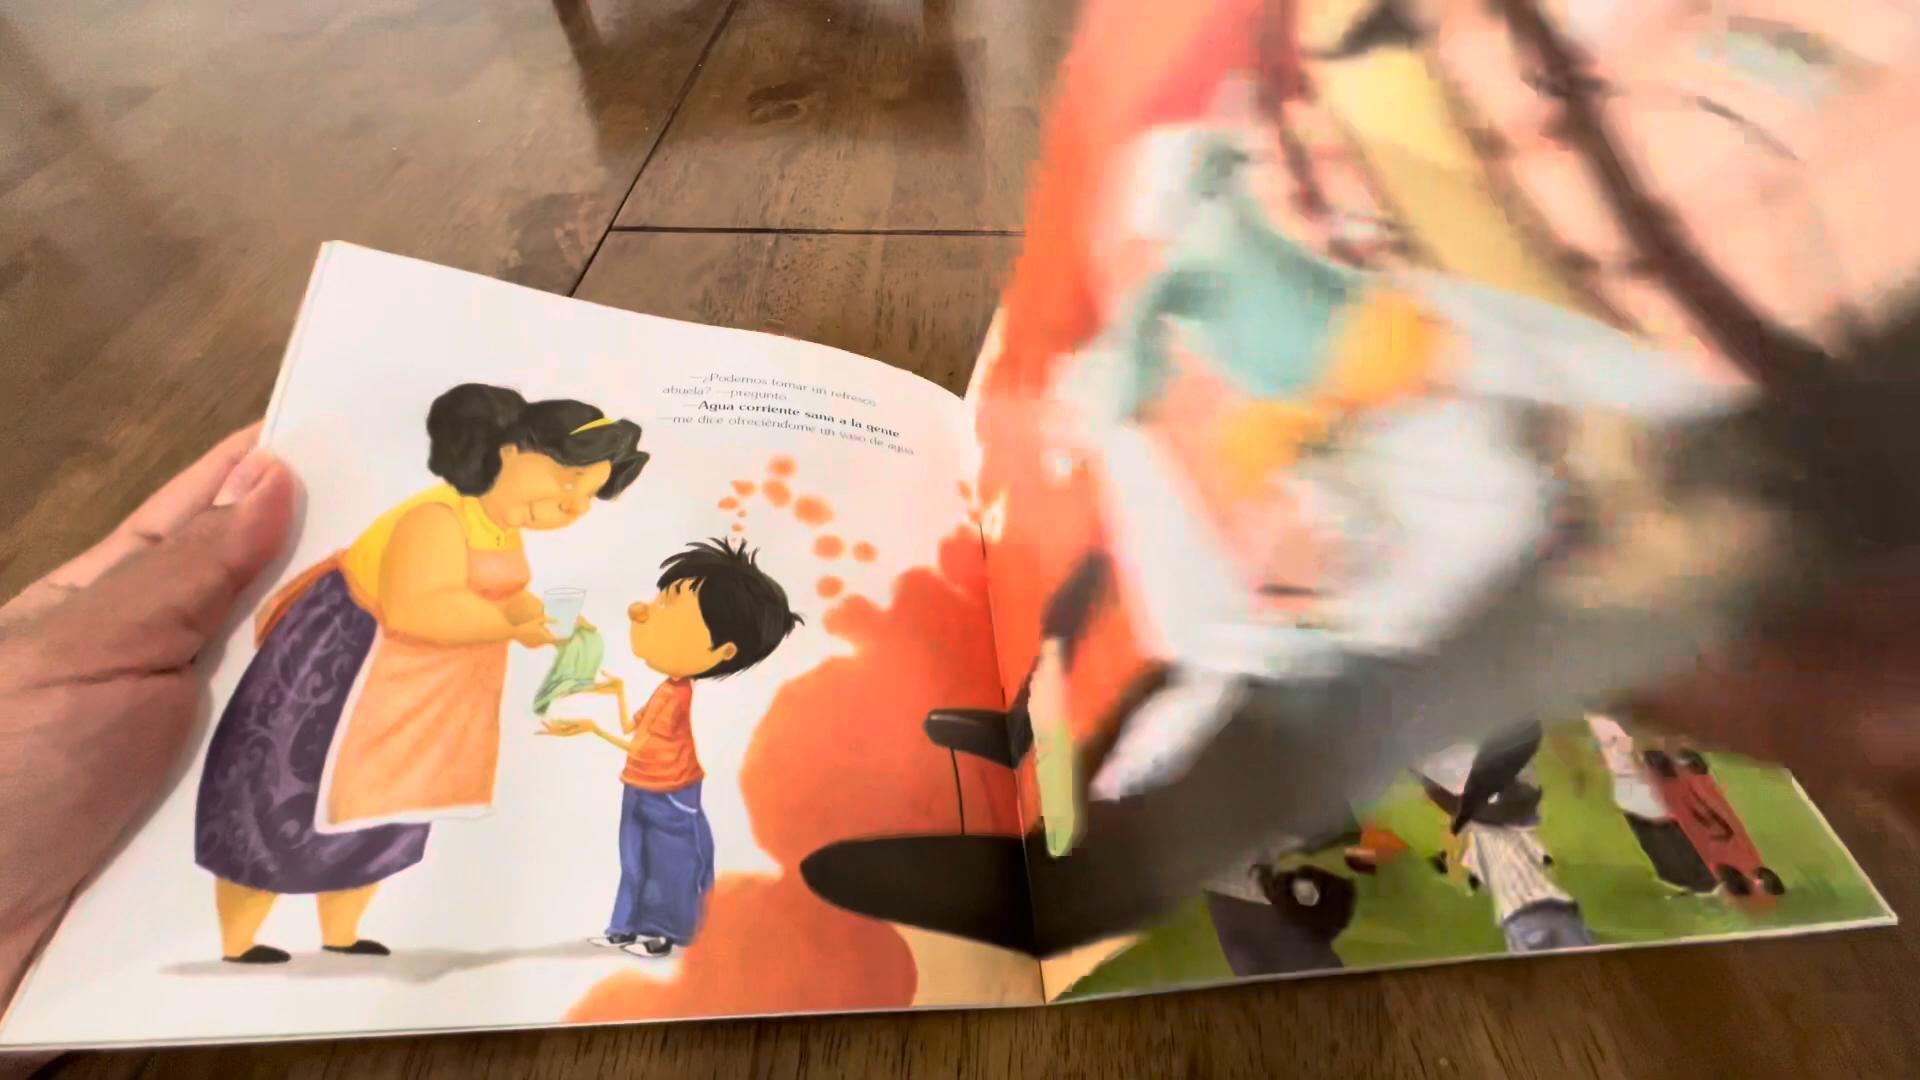 —¿Podemos tomar un refresco
abuela? —pregunto
—Agua corriente sana a la gente
—me dice ofreciéndome un vaso de agua.